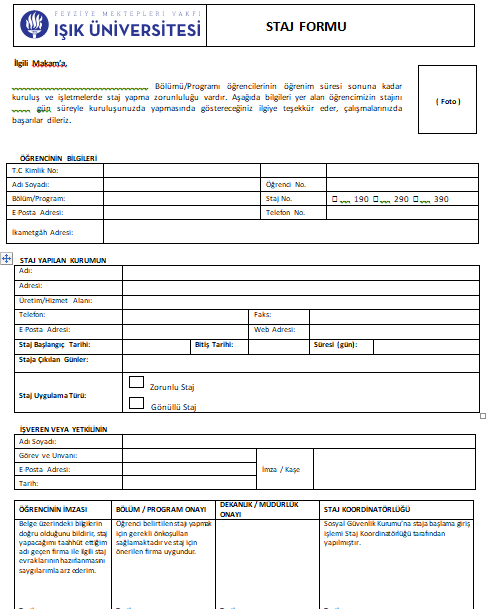 FEYZİYE MEKTEPLERİ VAKFI
IŞIK ÜNİVERSİTESİ
STAJ FORMU
İlgili Makam'a,
Bölümü/Programı öğrencilerinin öğrenim süresi sonuna kadar
kuruluş ve işletmelerde staj yapma zorunluluğu vardır. Aşağıda bilgileri yer alan öğrencimizin stajını
gün süreyle kuruluşunuzda yapmasında göstereceğiniz ilgiye teşekkür eder, çalışmalarınızda
başarılar dileriz.
( Foto )
ÖĞRENCİNİN BİLGİLERİ
T.C Kimlik No:
Adı Soyadı: Öğrenci No.
Bölüm/Program: Staj No. 190 290 390
E Posta Adresi: Telefon No.
İkametgâh Adresi:
STAJ YAPILAN KURUMUN
Adı:
Adresi:
Üretim/Hizmet Alanı:
Telefon: Faks:
E Posta Adresi: Web Adresi:
Staj Başlangıç Tarihi: Bitiş Tarihi: Süresi (gün):
Staja Çıkılan Günler:
Staj Uygulama Türü:
Zorunlu Staj
Gönüllü Staj
İŞVEREN VEYA YETKİLİNİN
Adı Soyadı:
Görev ve Unvanı:
E Posta Adresi:
Tarih:
İmza / Kaşe
ÖĞRENCİNİN İMZASI
Belge üzerindeki bilgilerin
doğru olduğunu bildirir, staj
yapacağımı taahhüt ettiğim
adı geçen firma ile ilgili staj
evraklarının hazırlanmasını
saygılarımla arz ederim.
BÖLÜM / PROGRAM ONAYI
Öğrenci belirtilen stajı yapmak
için gerekli önkoşulları
sağlamaktadır ve staj için
önerilen firma uygundur.
DEKANLIK / MÜDÜRLÜK
ONAYI
STAJ KOORDİNATÖRLÜĞÜ
Sosyal Güvenlik Kurumu'na staja başlama giriş
işlemi Staj Koordinatörlüğü tarafından
yapılmıştır.